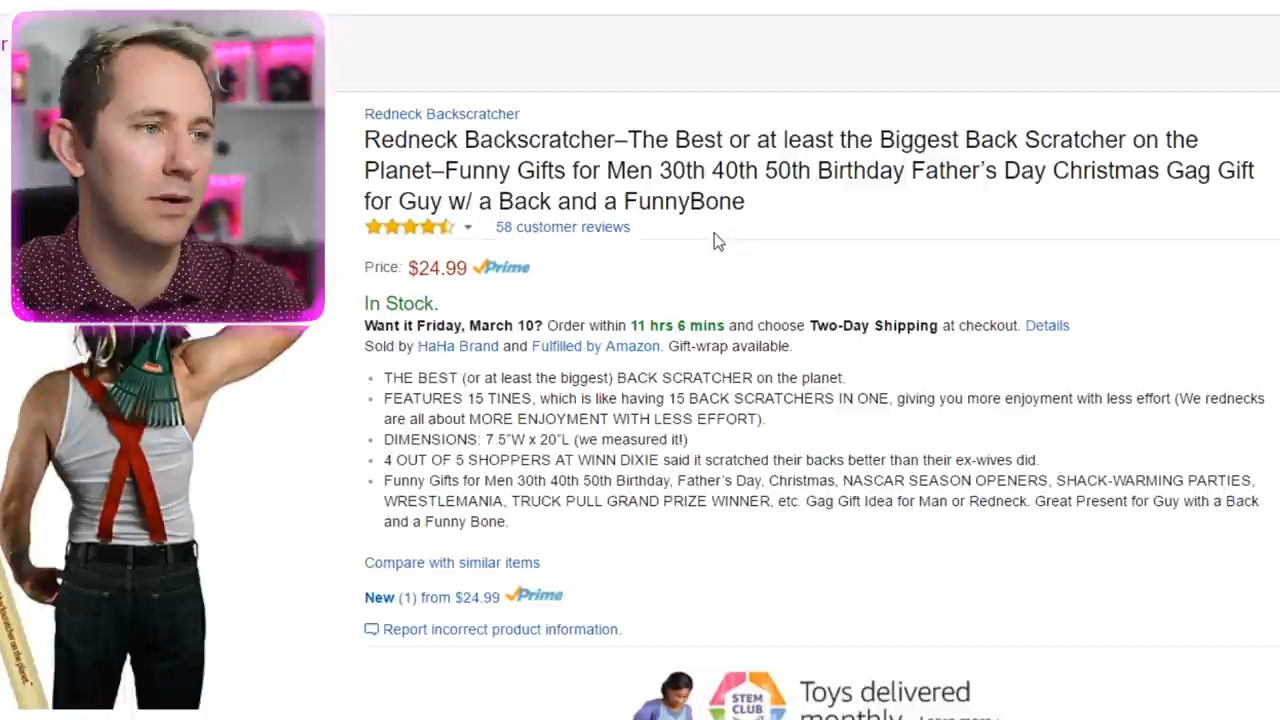 r
Redneck Backscratcher
Redneck Backscratcher–The Best or at least the Biggest Back Scratcher on the
Planet–Funny Gifts for Men 30th 40th 50th Birthday Father's Day Christmas Gag Gift
for Guy w/ a Back and a FunnyBone
58 customer reviews
Price: $24.99 Prime
In Stock.
Want it Friday, March 10? Order within 11 hrs 6 mins and choose Two-Day Shipping at checkout. Details
Sold by HaHa Brand and Fulfilled by Amazon. Gift-wrap available.
THE BEST (or at least the biggest) BACK SCRATCHER on the planet.
FEATURES 15 TINES, which is like having 15 BACK SCRATCHERS IN ONE, giving you more enjoyment with less effort (We rednecks
are all about MORE ENJOYMENT WITH LESS EFFORT).
DIMENSIONS: 7 5"W x 20"L (we measured it!)
4 OUT OF 5 SHOPPERS AT WINN DIXIE said it scratched their backs better than their ex-wives did.
Funny Gifts for Men 30th 40th 50th Birthday, Father's Day, Christmas, NASCAR SEASON OPENERS, SHACK-WARMING PARTIES,
WRESTLEMANIA, TRUCK PULL GRAND PRIZE WINNER, etc. Gag Gift Idea for Man or Redneck. Great Present for Guy with a Back
and a Funny Bone.
Compare with similar items
New (1) from $24.99 Prime
Report incorrect product information.
STEM
CLUB
Toys delivered
monthly